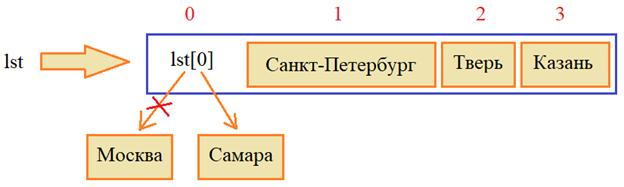 0 1 2 3
lst lst[0] Санкт-Петербург Тверь Казань
Москва Самара